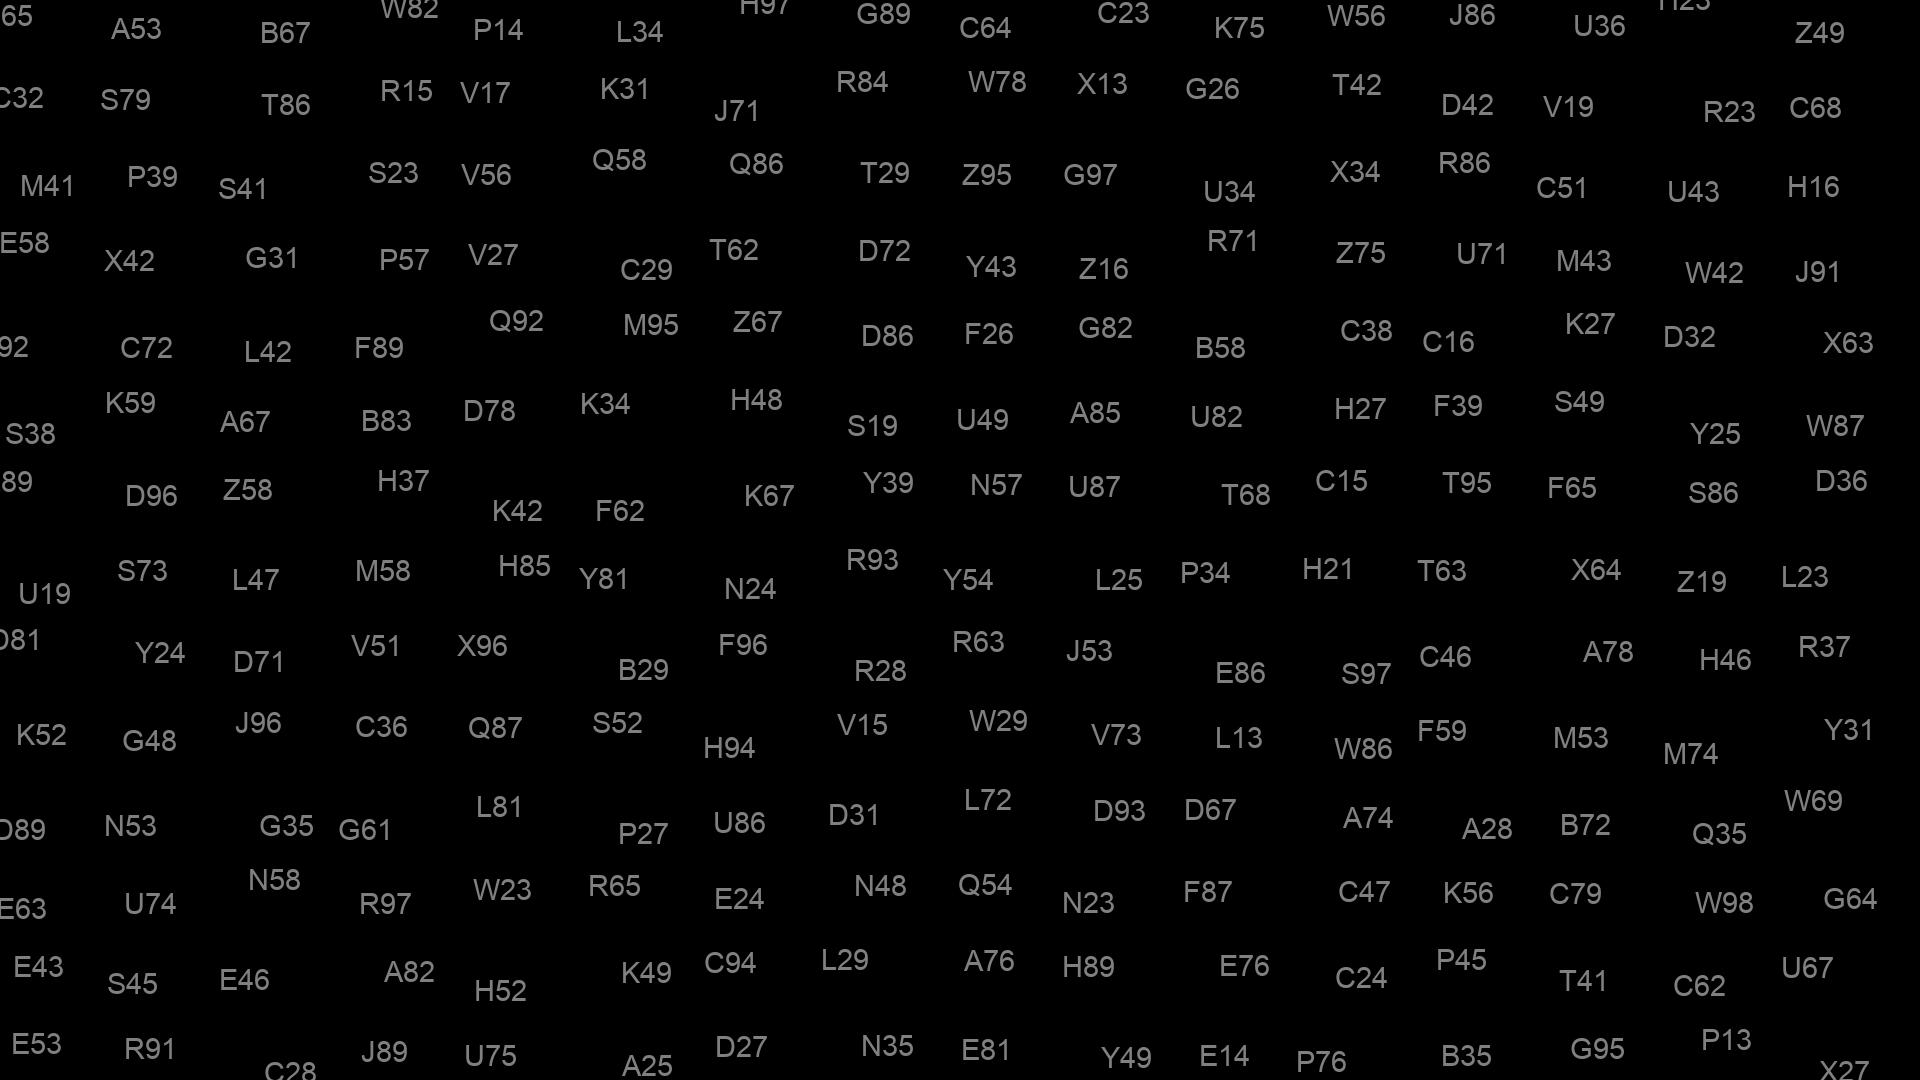 65 A53 B67 W82 P14 L34 H97 G89 C64 C23 K75 W56 J86 U36 H23 Z49
C32 S79 T86 R15 V17 K31 J71 R84 W78 X13 G26 T42 D42 V19 R23 C68
M41 P39 S41 S23 V56 Q58 Q86 T29 Z95 G97 U34 X34 R86 C51 U43 H16
E58 X42 G31 P57 V27 C29 T62 D72 Y43 Z16 R71 Z75 U71 M43 W42 J91
92 C72 L42 F89 Q92 M95 Z67 D86 F26 G82 B58 C38 C16 K27 D32 X63
S38 K59 A67 B83 D78 K34 H48 S19 U49 A85 U82 H27 F39 S49 Y25 W87
89 D96 Z58 H37 K42 F62 K67 Y39 N57 U87 T68 C15 T95 F65 S86 D36
U19 S73 L47 M58 H85 Y81 N24 R93 Y54 L25 P34 H21 T63 X64 Z19 L23
D81 Y24 D71 V51 X96 B29 F96 R28 R63 J53 E86 S97 C46 A78 H46 R37
K52 G48 J96 C36 Q87 S52 H94 V15 W29 V73 L13 W86 F59 M53 M74 Y31
D89 N53 G35 G61 L81 P27 U86 D31 L72 D93 D67 A74 A28 B72 Q35 W69
E63 U74 N58 R97 W23 R65 E24 N48 Q54 N23 F87 C47 K56 C79 W98 G64
E43 S45 E46 A82 H52 K49 C94 L29 A76 H89 E76 C24 P45 T41 C62 U67
E53 R91 C28 J89 U75 A25 D27 N35 E81 Y49 E14 P76 B35 G95 P13 X27